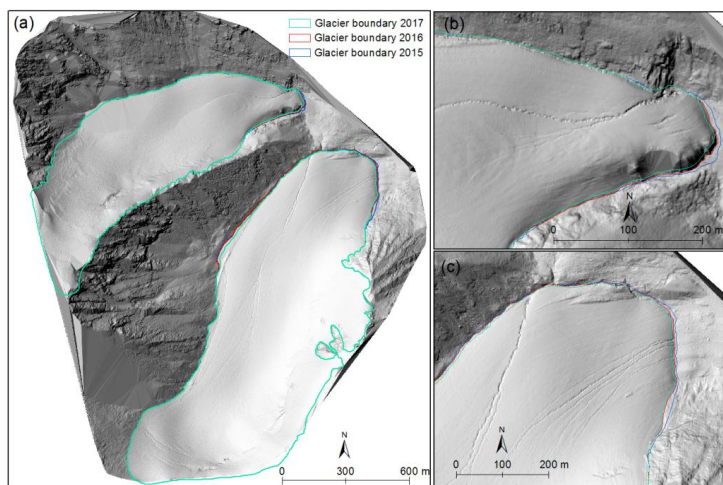 (a)
Glacier boundary 2017
Glacier boundary 2016
Glacier boundary 2015
N
0 300 600 m
(b)
N
0 100 200 m
(c)
N
0 100 200 m